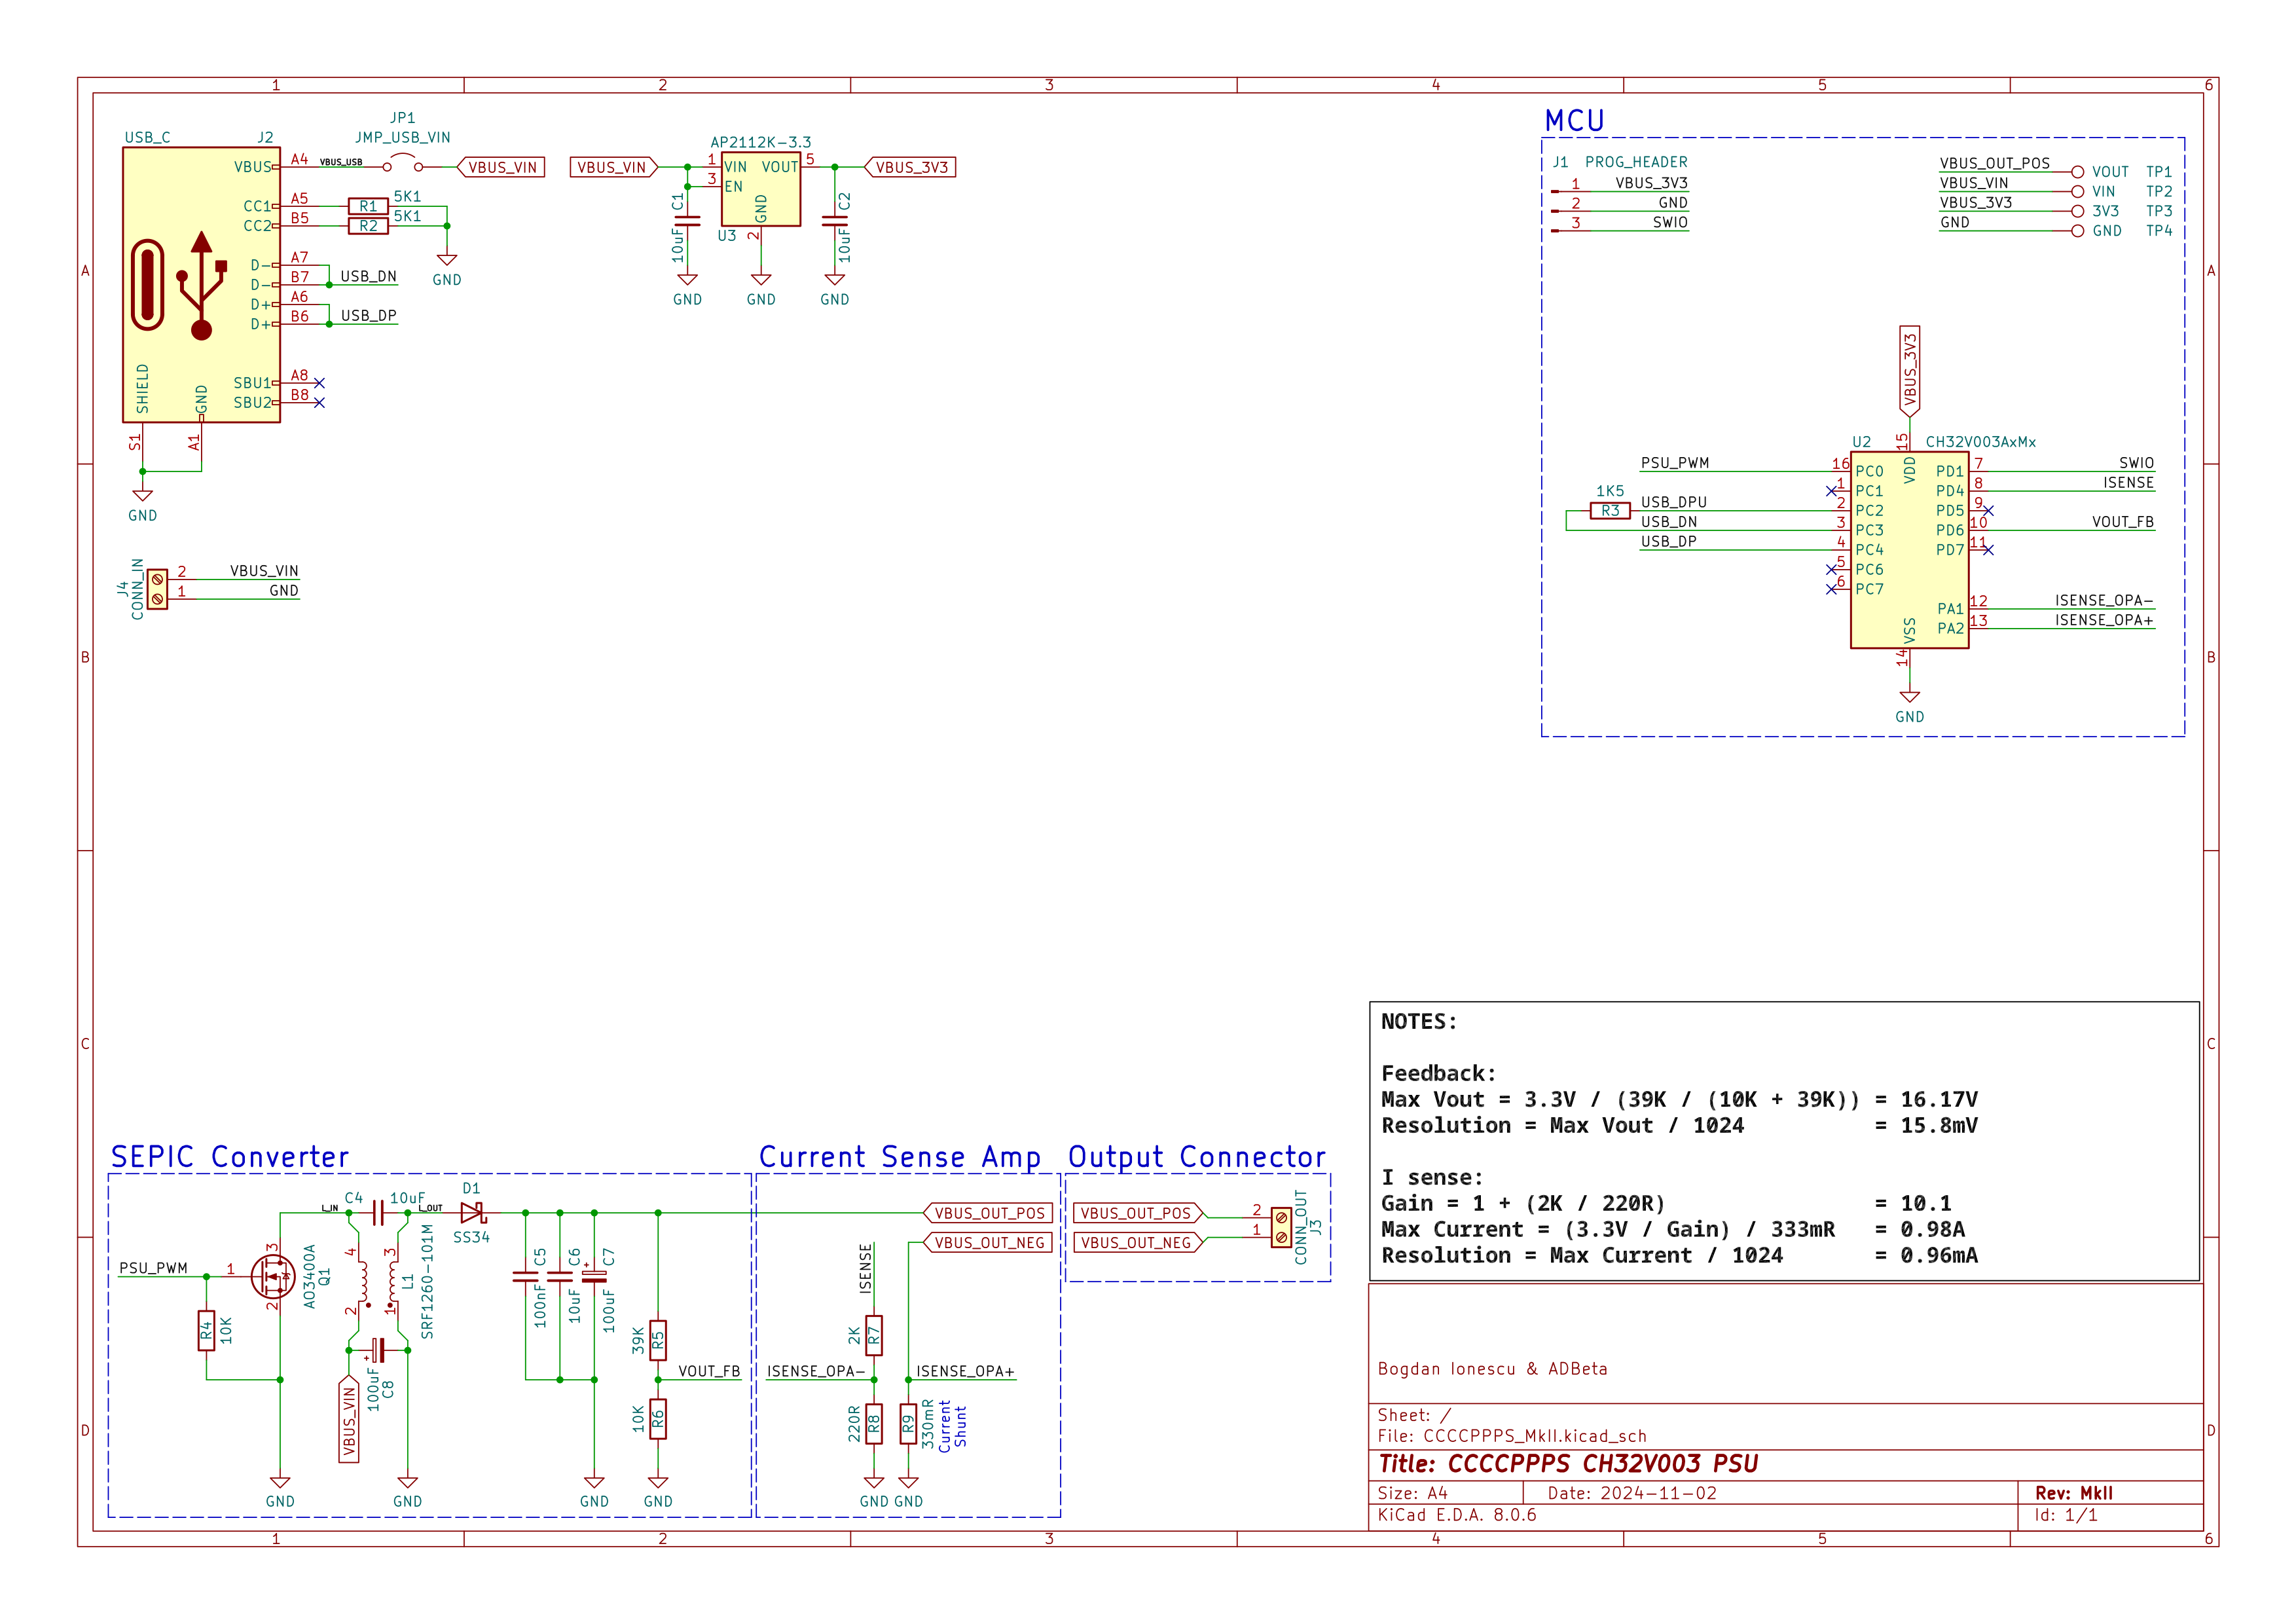 1 2 3 4 5 6
A
B
C
D
USB_C J2
VBUS A4 VBUS_USB
JP1
JMP_USB_VIN
VBUS_VIN
CC1 A5 R1 5K1
CC2 B5 R2 5K1
GND
D- A7
D- B7 USB_DN
D+ A6
D+ B6 USB_DP
SBU1 A8
SBU2 B8
SHIELD GND
S1 A1
GND
J4
CONN_IN
2 VBUS_VIN
1 GND
AP2112K-3.3
VBUS_VIN
1 VIN VOUT 5
3 EN
GND
U3 2
VBUS_3V3
C1
10uF
C2
10uF
GND GND GND
MCU
J1 PROG_HEADER
1 VBUS_3V3
2 GND
3 SWIO
VBUS_OUT_POS VOUT TP1
VBUS_VIN VIN TP2
VBUS_3V3 3V3 TP3
GND GND TP4
VBUS_3V3
15
U2 CH32V003AxMx
VDD
PSU_PWM 16 PC0
1 PC1
1K5
R3
USB_DPU 2 PC2
USB_DN 3 PC3
USB_DP 4 PC4
5 PC6
6 PC7
PD1 7 SWIO
PD4 8 ISENSE
PD5 9
PD6 10 VOUT_FB
PD7 11
PA1 12 ISENSE_OPA-
PA2 13 ISENSE_OPA+
VSS
14
GND
SEPIC Converter
PSU_PWM
1
3
2
AO3400A
Q1
R4
10K
GND
L_IN
C4 10uF
L_OUT
4 3
2 1
L1
SRF1260-101M
+
100uF
C8
VBUS_VIN
GND
D1
SS34
C5
100nF
C6
10uF
+
C7
100uF
GND
39K
R5
VOUT_FB
10K
R6
GND
Current Sense Amp
VBUS_OUT_POS
VBUS_OUT_NEG
ISENSE
2K
R7
ISENSE_OPA-
ISENSE_OPA+
220R
R8
R9
330mR
Current
Shunt
GND GND
Output Connector
VBUS_OUT_POS 2
VBUS_OUT_NEG 1
CONN_OUT
J3
NOTES:
Feedback:
Max Vout = 3.3V / (39K / (10K + 39K)) = 16.17V
Resolution = Max Vout / 1024 = 15.8mV
I sense:
Gain = 1 + (2K / 220R) = 10.1
Max Current = (3.3V / Gain) / 333mR = 0.98A
Resolution = Max Current / 1024 = 0.96mA
Bogdan Ionescu & ADBeta
Sheet: /
File: CCCCPPPS_MkII.kicad_sch
Title: CCCCPPPS CH32V003 PSU
Size: A4 Date: 2024-11-02 Rev: MkII
KiCad E.D.A. 8.0.6 Id: 1/1
A
B
C
D
1 2 3 4 5 6